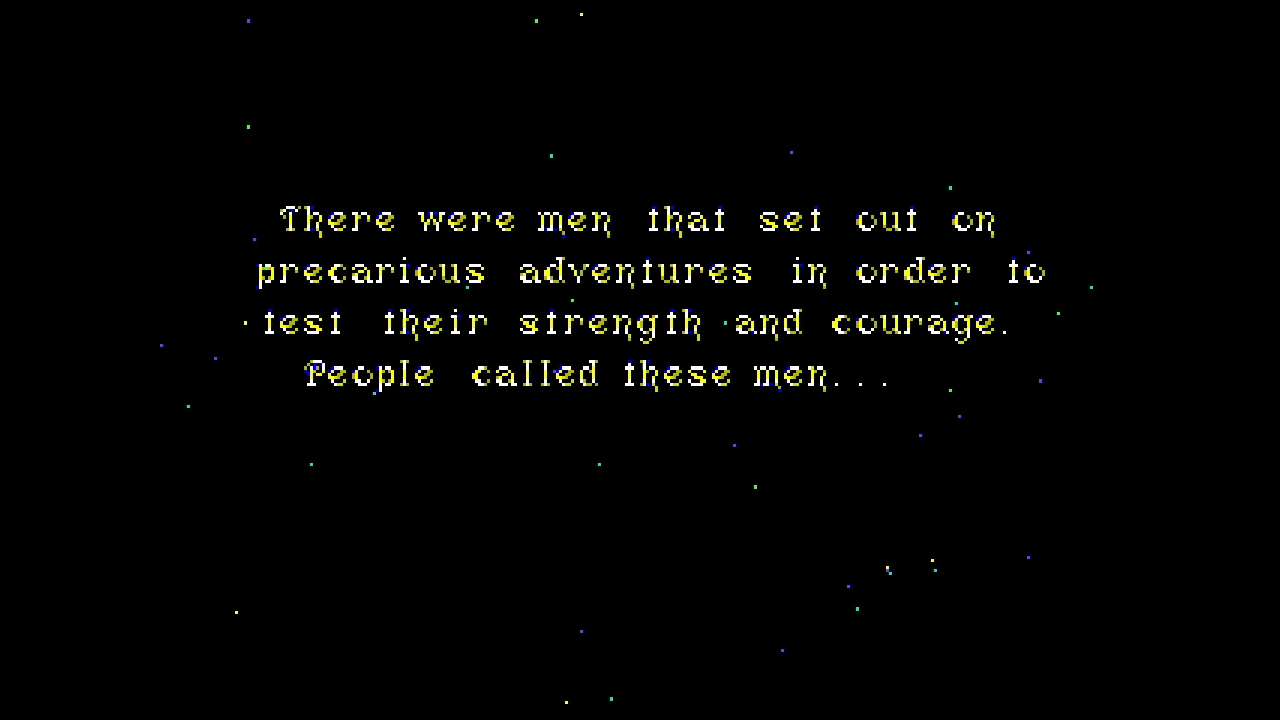 There were men that set out on
precarious adventures in order to
test their strength and courage.
People called these men...